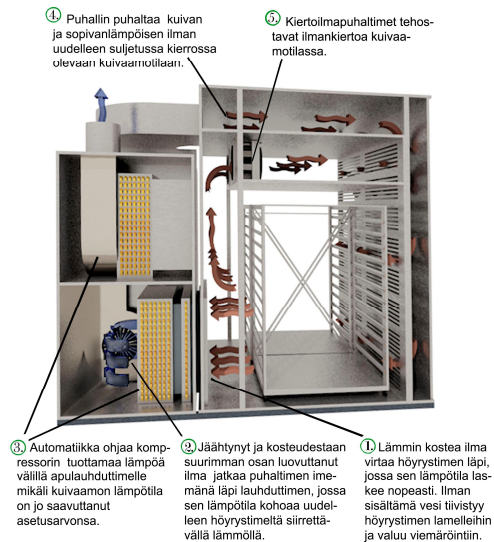 4. Puhallin puhaltaa kuivan
ja sopivanlämpöisen ilman
uudelleen suljetussa kierrossa
olevaan kuivaamotilaan.
5. Kiertoilmapuhaltimet tehos-
tavat ilmankiertoa kuivaa-
motilassa.
3. Automatiikka ohjaa komp-
ressorin tuottamaa lämpöä
välillä apulauhduttimelle
mikäli kuivaamon lämpötila
on jo saavuttanut
asetusarvonsa.
2. Jäähtynyt ja kosteudestaan
suurimman osan luovuttanut
ilma jatkaa puhaltimen ime-
mänä läpi lauhduttimen, jossa
sen lämpötila kohoaa uudel-
leen höyrystimeltä siirrettä-
vällä lämmöllä.
1. Lämmin kostea ilma
virtaa höyrystimen läpi,
jossa sen lämpötila las-
kee nopeasti. Ilman
sisältämä vesi tiivistyy
höyrystimen lamelleihin
ja valuu viemäröintiin.